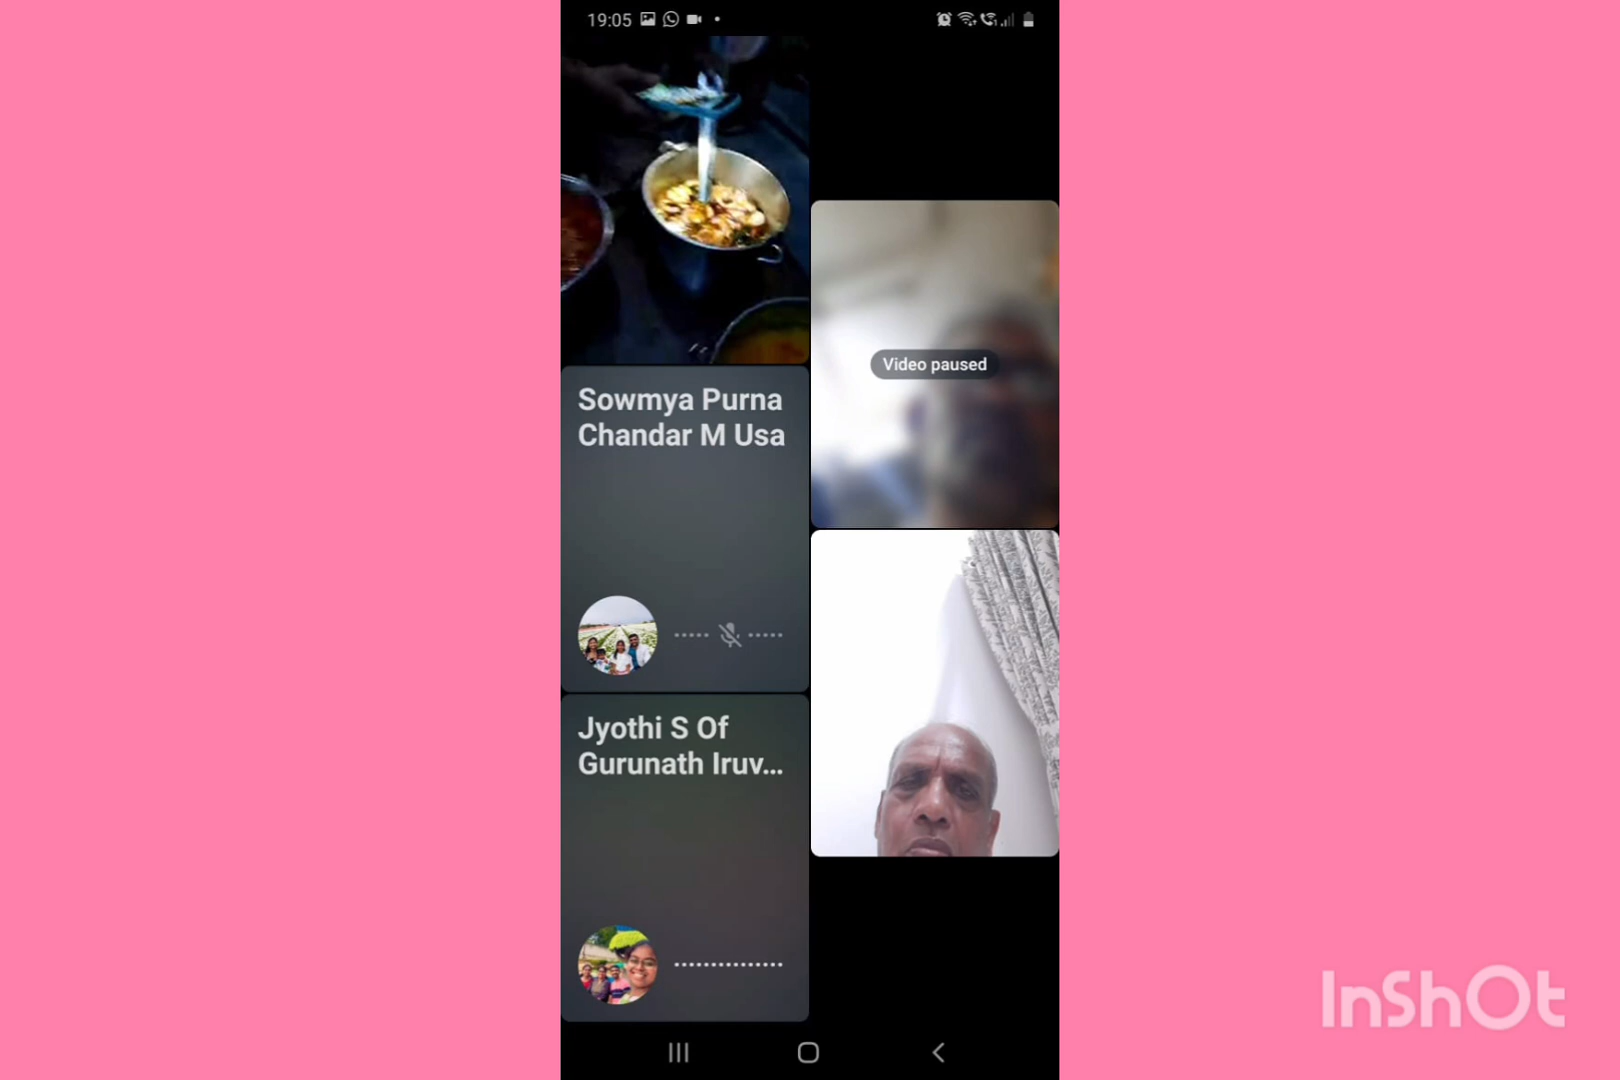 19:05
Video paused
Sowmya Purna
Chandar M Usa
Jyothi S Of
Gurunath Iruv...
InShOt